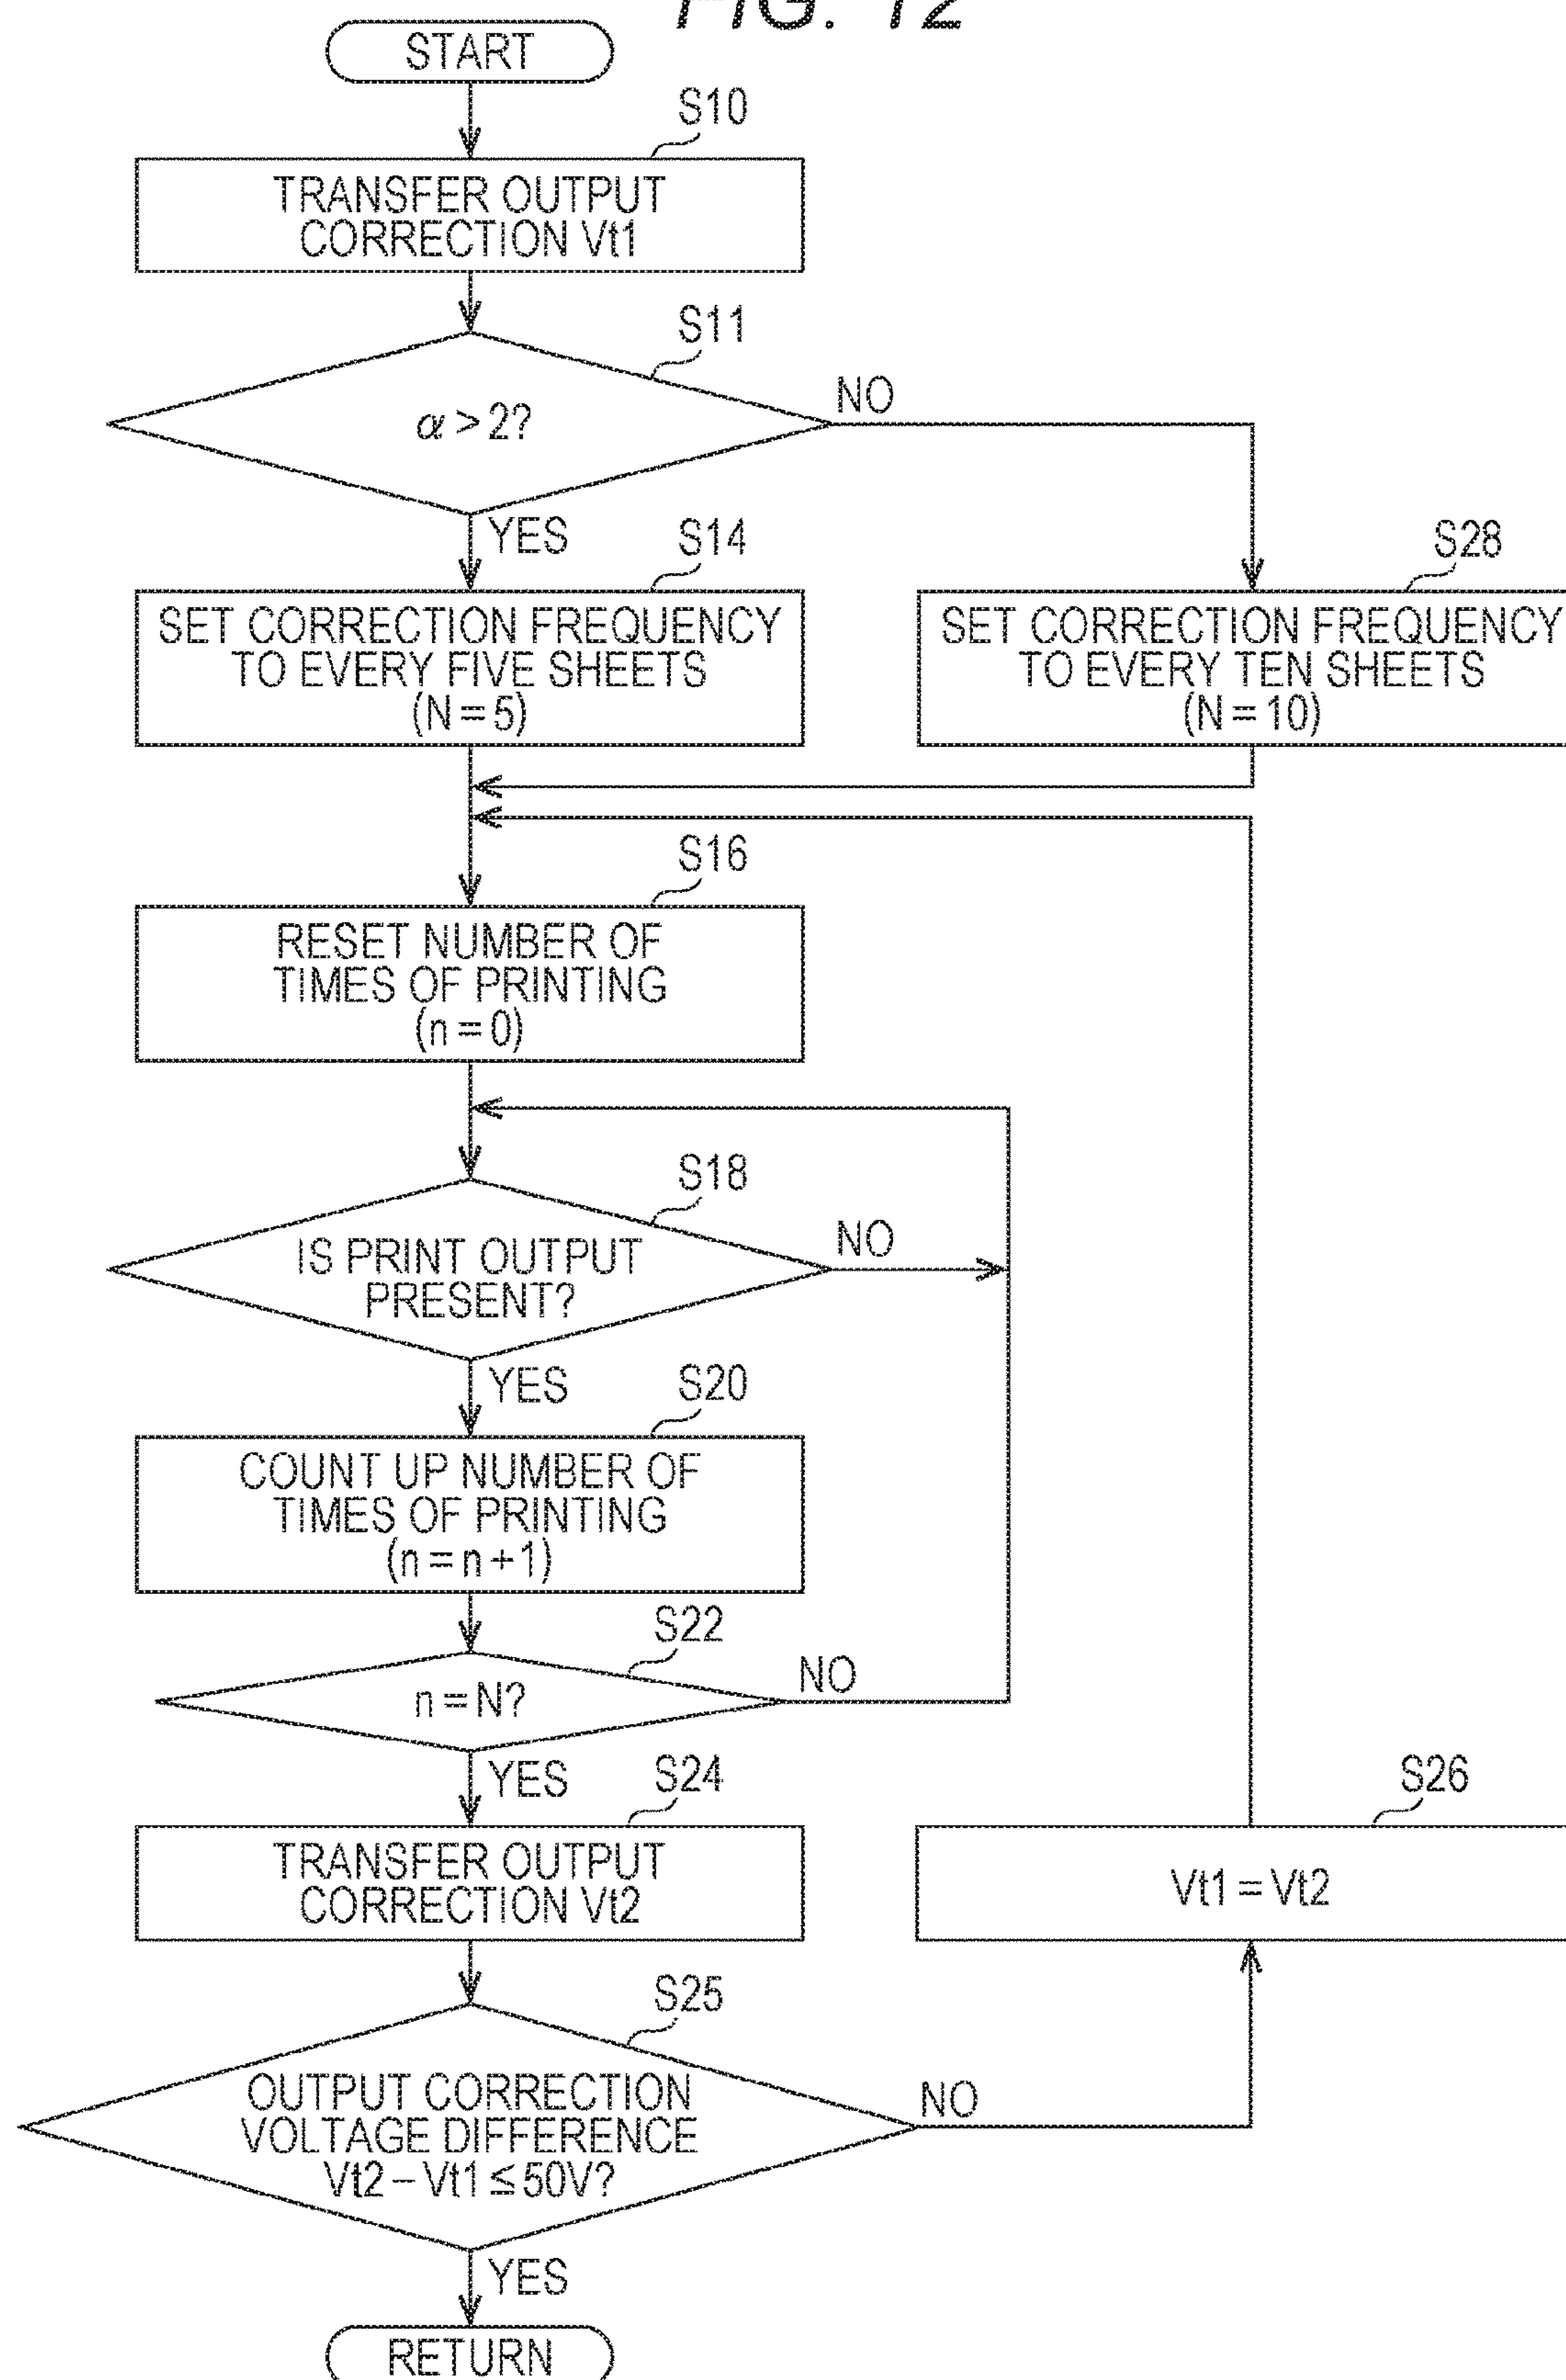 FIG. 12
START
S10
TRANSFER OUTPUT
CORRECTION Vt1
S11
α > 2?
NO
YES
S14
SET CORRECTION FREQUENCY
TO EVERY FIVE SHEETS
(N = 5)
S28
SET CORRECTION FREQUENCY
TO EVERY TEN SHEETS
(N = 10)
S16
RESET NUMBER OF
TIMES OF PRINTING
(n = 0)
S18
IS PRINT OUTPUT
PRESENT?
NO
YES
S20
COUNT UP NUMBER OF
TIMES OF PRINTING
(n = n + 1)
S22
n = N?
NO
YES
S24
TRANSFER OUTPUT
CORRECTION Vt2
S26
Vt1 = Vt2
S25
OUTPUT CORRECTION
VOLTAGE DIFFERENCE
Vt2 – Vt1 ≤ 50V?
NO
YES
RETURN